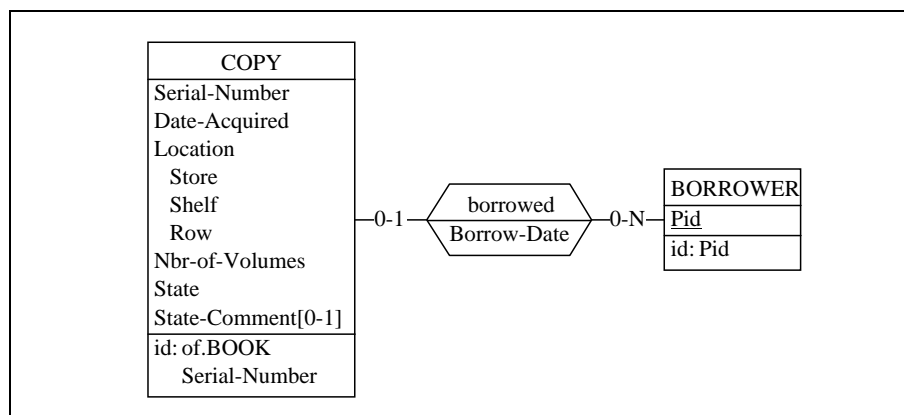 COPY
Serial-Number
Date-Acquired
Location
Store
Shelf
Row
Nbr-of-Volumes
State
State-Comment[0-1]
id: of.BOOK
Serial-Number
0-1
borrowed
Borrow-Date
0-N
BORROWER
Pid
id: Pid